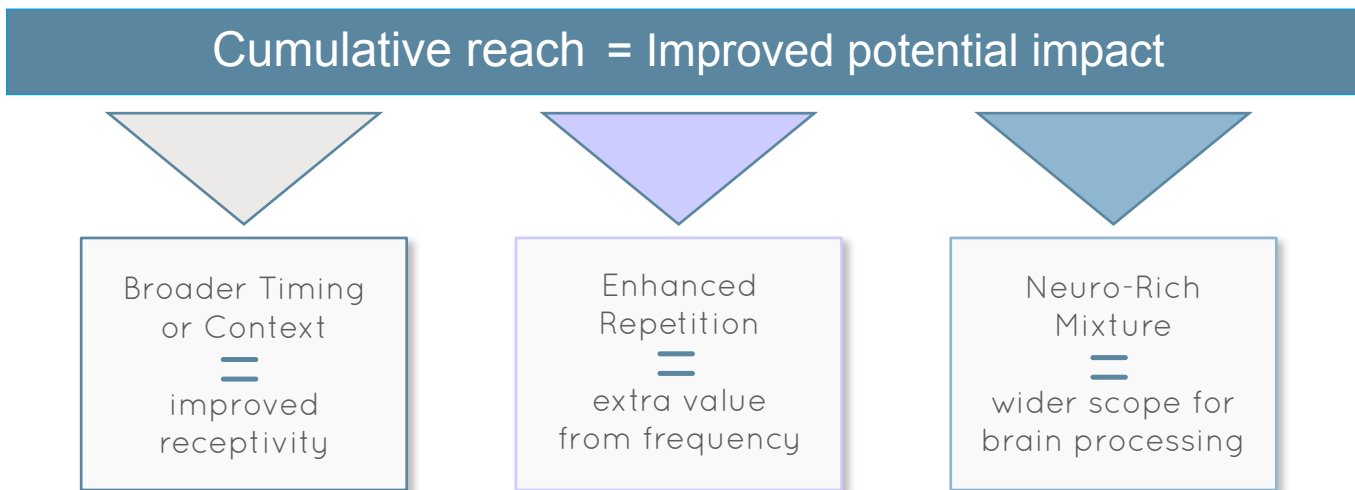 Cumulative reach = Improved potential impact
Broader Timing
or Context
=
improved
receptivity
Enhanced
Repetition
=
extra value
from frequency
Neuro-Rich
Mixture
=
wider scope for
brain processing